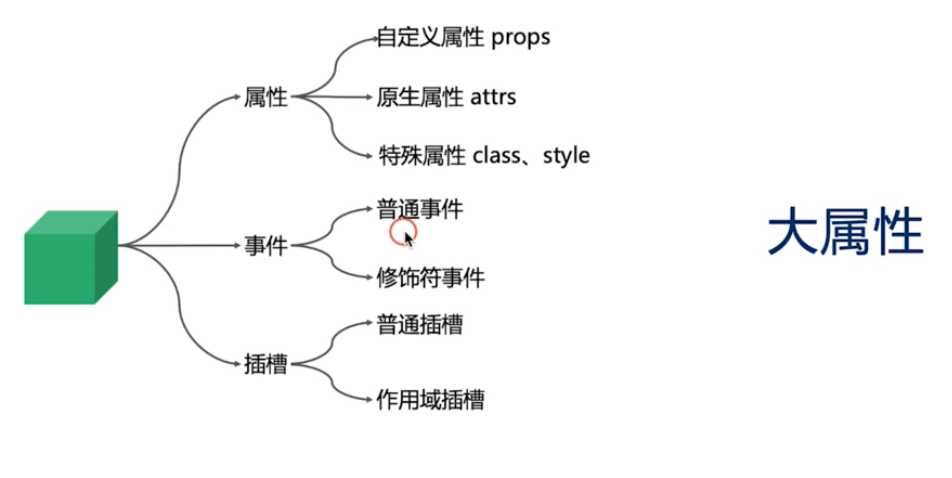 自定义属性 props
属性
原生属性 attrs
特殊属性 class、style
普通事件
大属性
事件
修饰符事件
普通插槽
插槽
作用域插槽